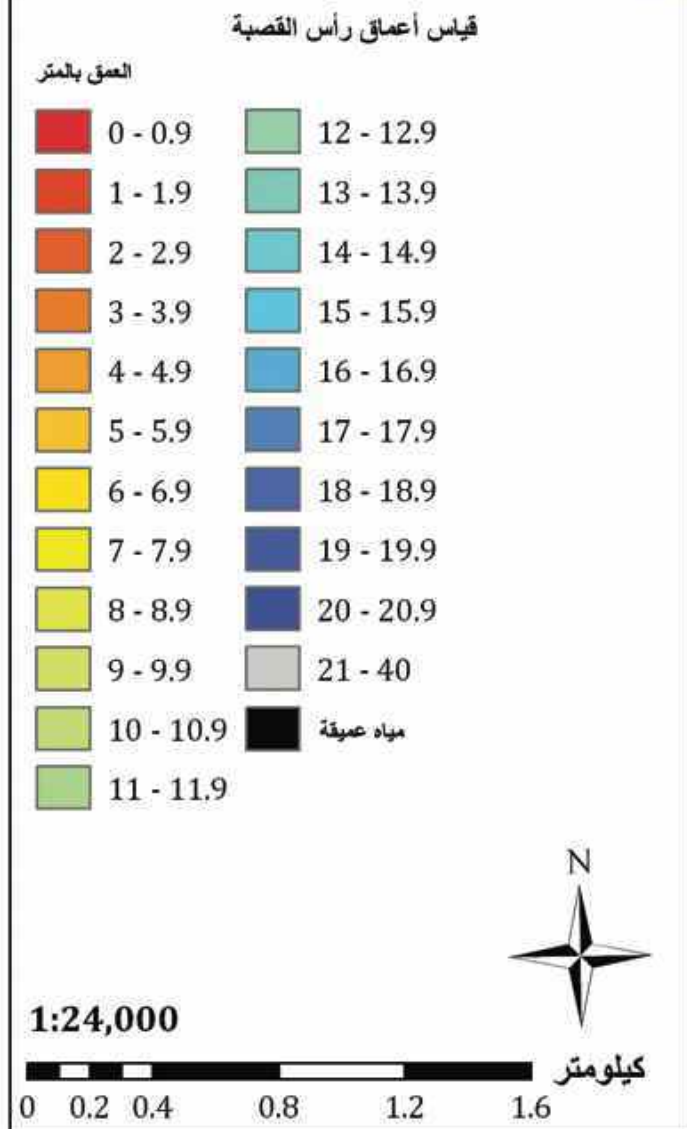 قياس أعماق رأس القصبة
العمق بالمتر
0 - 0.9
1 - 1.9
2 - 2.9
3 - 3.9
4 - 4.9
5 - 5.9
6 - 6.9
7 - 7.9
8 - 8.9
9 - 9.9
10 - 10.9
11 - 11.9
12 - 12.9
13 - 13.9
14 - 14.9
15 - 15.9
16 - 16.9
17 - 17.9
18 - 18.9
19 - 19.9
20 - 20.9
21 - 40
مياه عميقة
N
1:24,000
كيلومتر
0 0.2 0.4 0.8 1.2 1.6